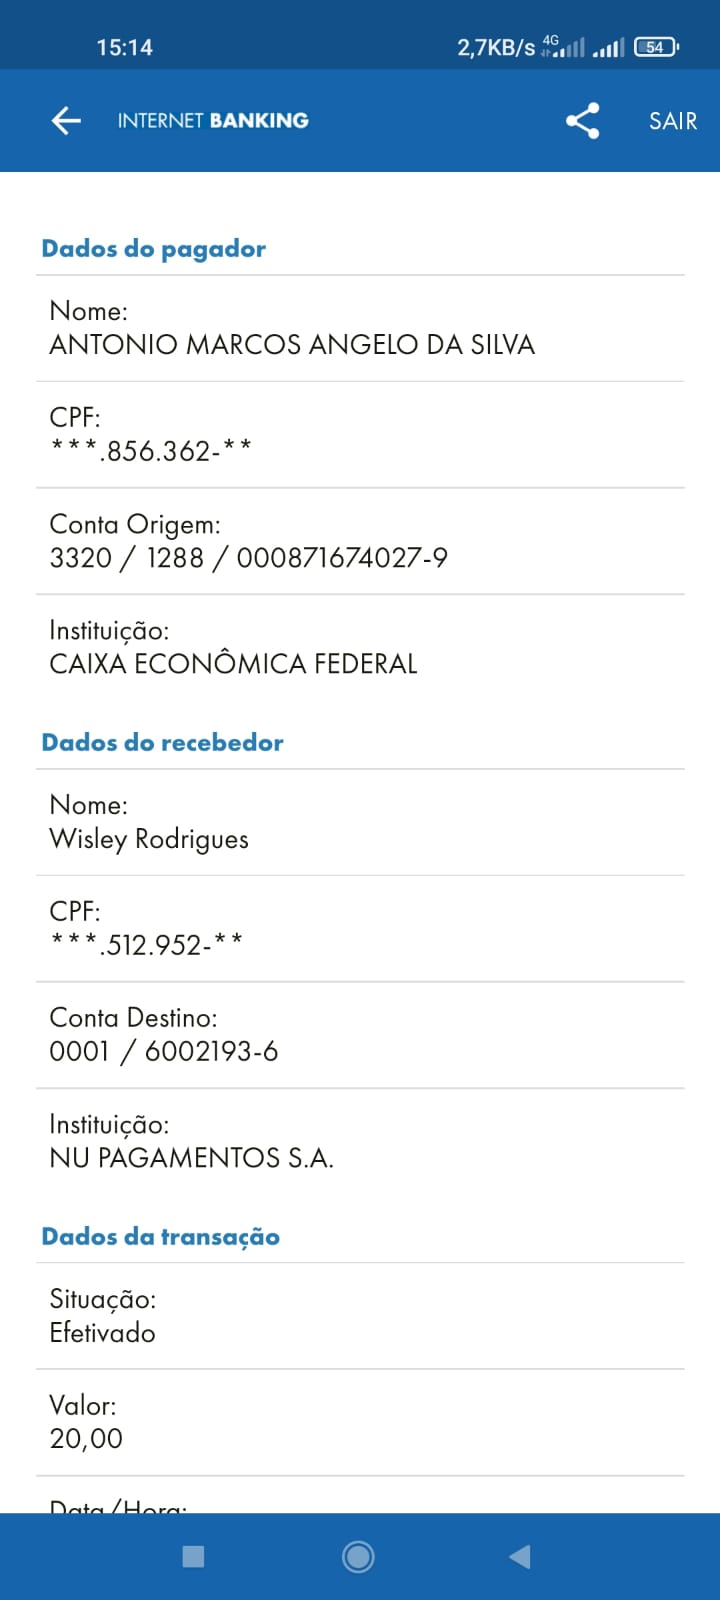 15:14 2,7KB/s 4G 54
INTERNET BANKING SAIR
Dados do pagador
Nome:
ANTONIO MARCOS ANGELO DA SILVA
CPF:
***.856.362-**
Conta Origem:
3320 / 1288 / 000871674027-9
Instituição:
CAIXA ECONÔMICA FEDERAL
Dados do recebedor
Nome:
Wisley Rodrigues
CPF:
***.512.952-**
Conta Destino:
0001 / 6002193-6
Instituição:
NU PAGAMENTOS S.A.
Dados da transação
Situação:
Efetivado
Valor:
20,00
Data/Hora: